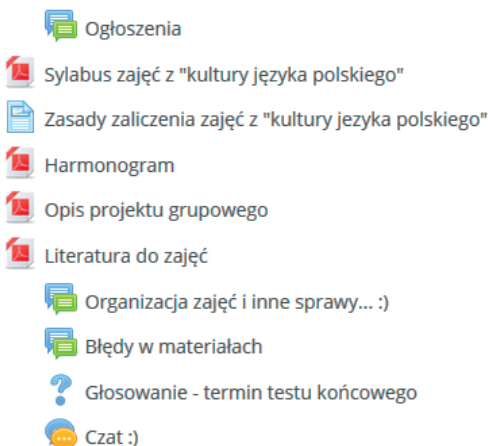 Ogłoszenia
Sylabus zajęć z "kultury języka polskiego"
Zasady zaliczenia zajęć z "kultury jezyka polskiego"
Harmonogram
Opis projektu grupowego
Literatura do zajęć
Organizacja zajęć i inne sprawy... :)
Błędy w materiałach
Głosowanie - termin testu końcowego
Czat :)